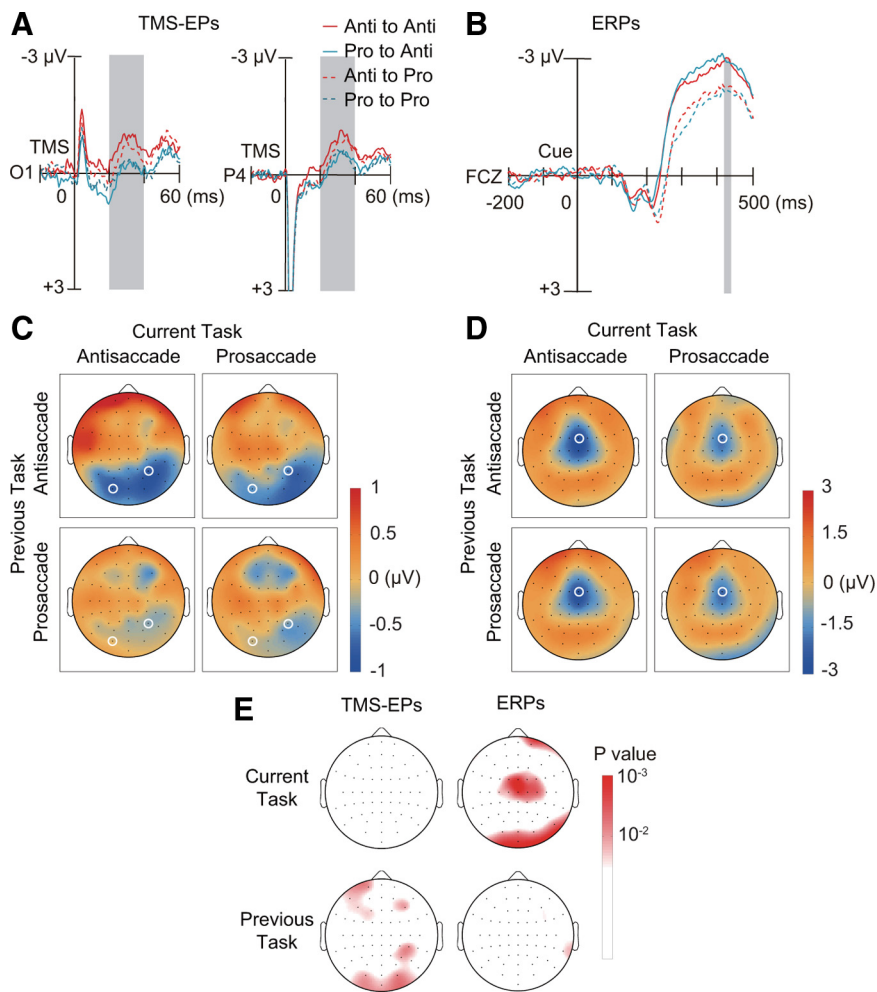 A
TMS-EPs
Anti to Anti
Pro to Anti
Anti to Pro
Pro to Pro
-3 µV
TMS
O1
0
60 (ms)
+3
-3 µV
TMS
P4
0
60 (ms)
+3
B
ERPs
-3 µV
Cue
FCZ
-200
0
500 (ms)
+3
C
Current Task
Antisaccade
Prosaccade
Previous Task
Antisaccade
Prosaccade
1
0.5
0 (µV)
-0.5
-1
D
Current Task
Antisaccade
Prosaccade
Previous Task
Antisaccade
Prosaccade
3
1.5
0 (µV)
-1.5
-3
E
TMS-EPs
ERPs
Current
Task
Previous
Task
P value
10-3
10-2